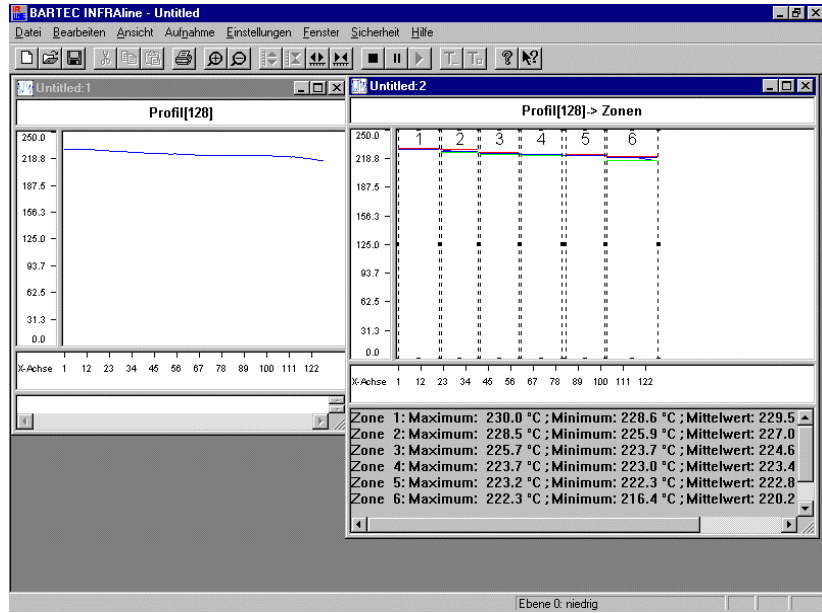 BARTEC INFRAline - Untitled
Datei Bearbeiten Ansicht Aufnahme Einstellungen Fenster Sicherheit Hilfe
Untitled:1
Profil[128]
250.0
218.8
187.5
156.3
125.0
93.7
62.5
31.3
0.0
X-Achse 1 12 23 34 45 56 67 78 89 100 111 122
Untitled:2
Profil[128]-> Zonen
1 2 3 4 5 6
250.0
218.8
187.5
156.3
125.0
93.7
62.5
31.3
0.0
X-Achse 1 12 23 34 45 56 67 78 89 100 111 122
Zone 1: Maximum: 230.0 °C ; Minimum: 228.6 °C ; Mittelwert: 229.5
Zone 2: Maximum: 228.5 °C ; Minimum: 225.9 °C ; Mittelwert: 227.0
Zone 3: Maximum: 225.7 °C ; Minimum: 223.7 °C ; Mittelwert: 224.6
Zone 4: Maximum: 223.7 °C ; Minimum: 223.0 °C ; Mittelwert: 223.4
Zone 5: Maximum: 223.2 °C ; Minimum: 222.3 °C ; Mittelwert: 222.8
Zone 6: Maximum: 222.3 °C ; Minimum: 216.4 °C ; Mittelwert: 220.2
Ebene 0: niedrig